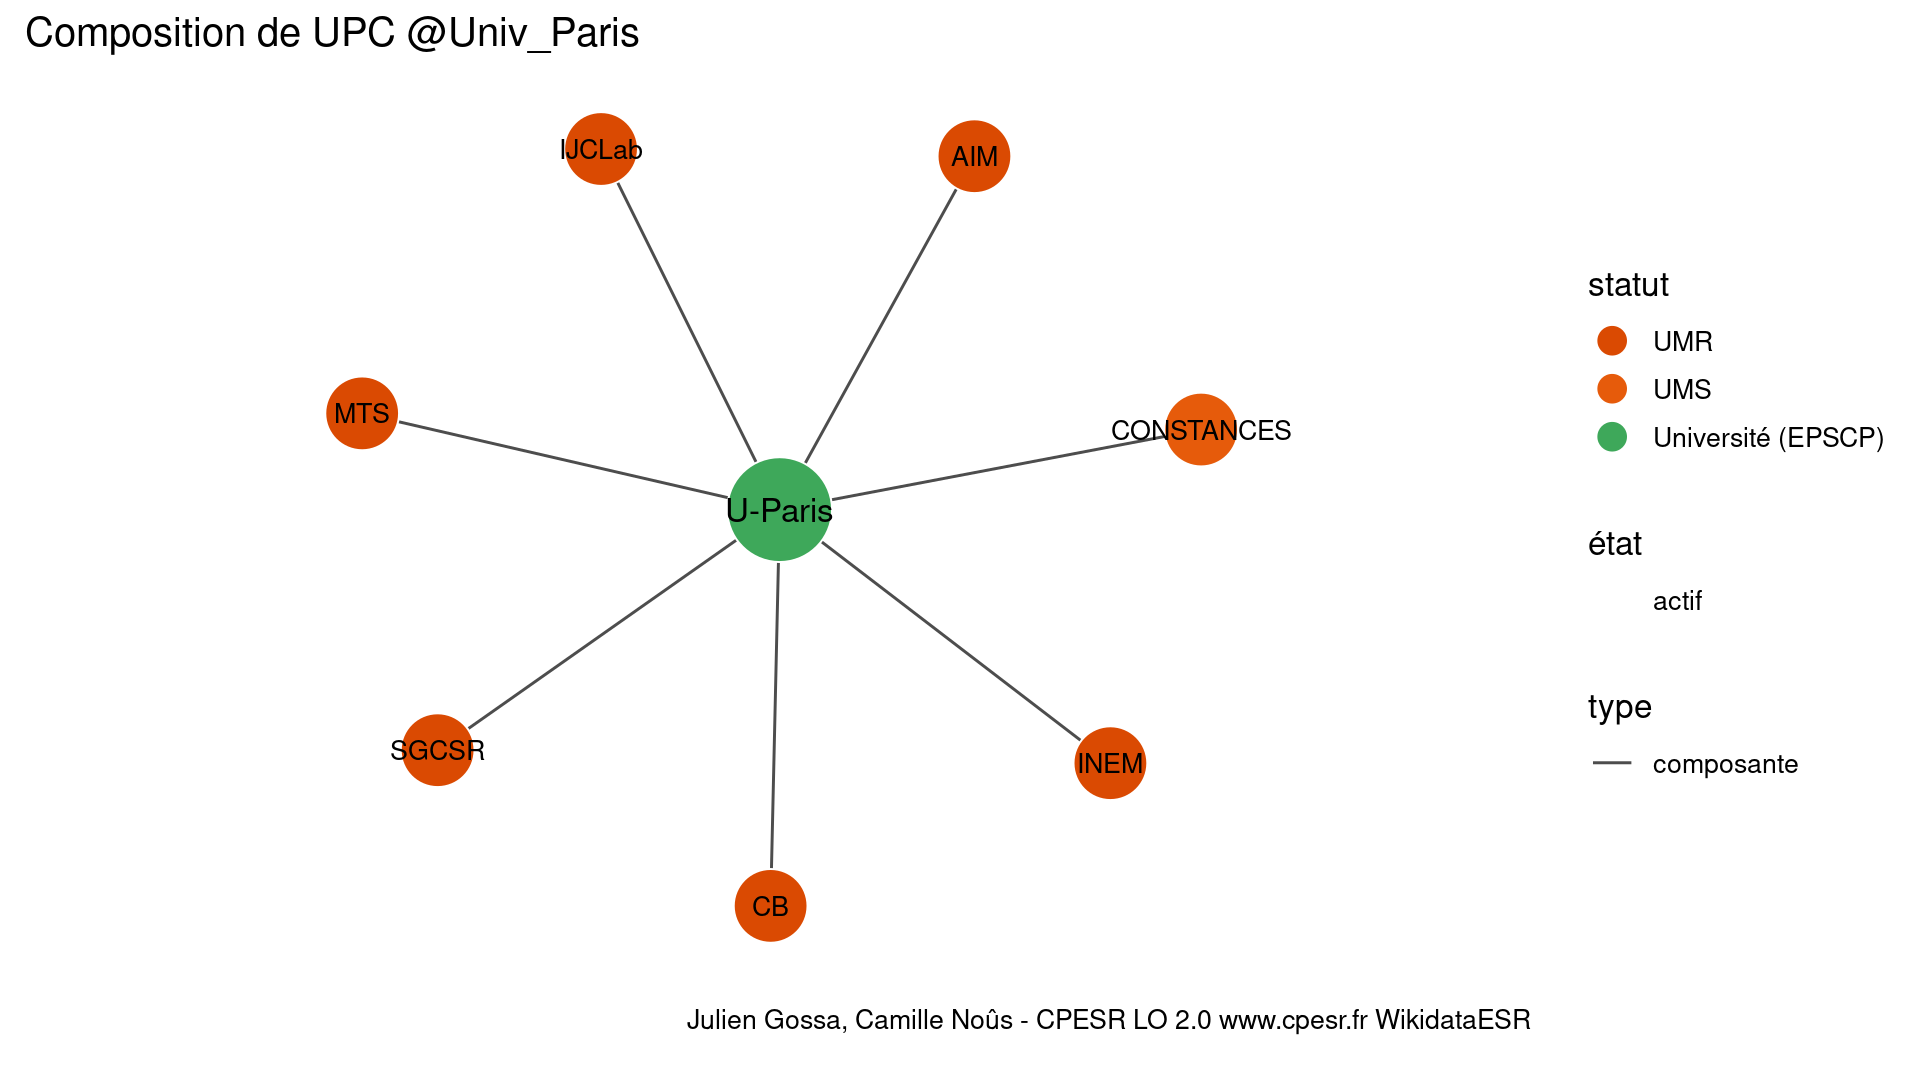 Composition de UPC @Univ_Paris
IJCLab
AIM
MTS
CONSTANCES
U-Paris
SGCSR
INEM
CB
statut
UMR
UMS
Université (EPSCP)
état
actif
type
composante
Julien Gossa, Camille Noûs - CPESR LO 2.0 www.cpesr.fr WikidataESR